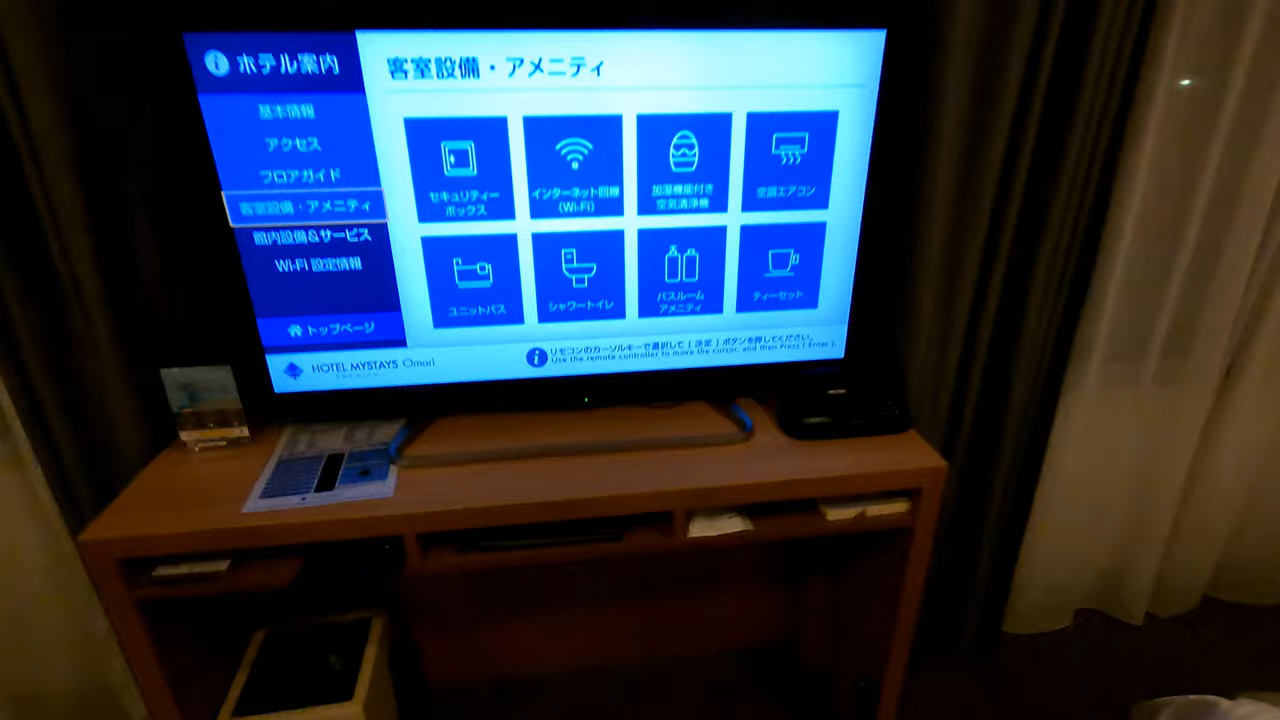 ホテル案内
基本情報
アクセス
フロアガイド
客室設備・アメニティ
館内設備&サービス
Wi-Fi 設定情報
トップページ
客室設備・アメニティ
セキュリティー
ボックス
インターネット回線
(Wi-Fi)
加湿機能付き
空気清浄機
空調エアコン
ユニットバス
シャワートイレ
バスルーム
アメニティ
ティーセット
HOTEL MYSTAYS Omori
PREMIER
リモコンのカーソルキーで選択して [ 決定 ] ボタンを押してください。
Use the remote controller to move the cursor, and then Press [ Enter ].